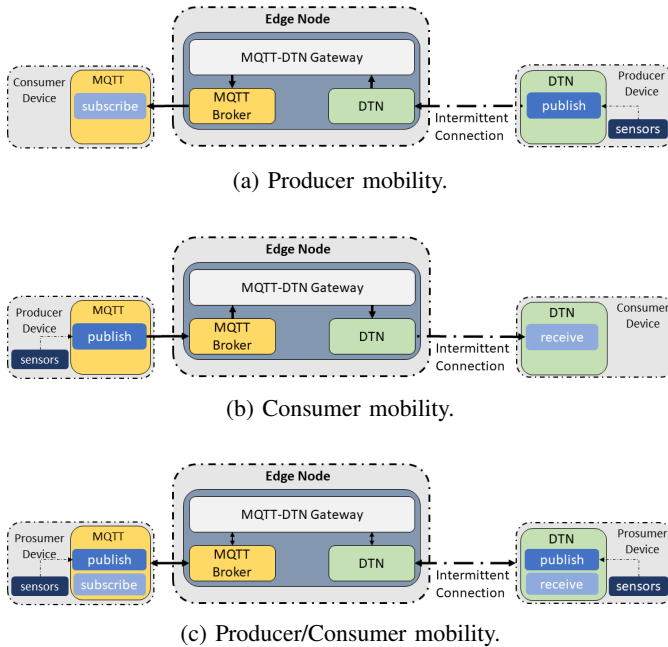 Edge Node
MQTT-DTN Gateway
Consumer
Device
MQTT
subscribe
MQTT
Broker
DTN
Intermittent
Connection
DTN
publish
Producer
Device
sensors
(a) Producer mobility.
Edge Node
MQTT-DTN Gateway
Producer
Device
MQTT
publish
sensors
MQTT
Broker
DTN
Intermittent
Connection
DTN
receive
Consumer
Device
(b) Consumer mobility.
Edge Node
MQTT-DTN Gateway
Prosumer
Device
MQTT
publish
subscribe
sensors
MQTT
Broker
DTN
Intermittent
Connection
DTN
publish
receive
Prosumer
Device
sensors
(c) Producer/Consumer mobility.